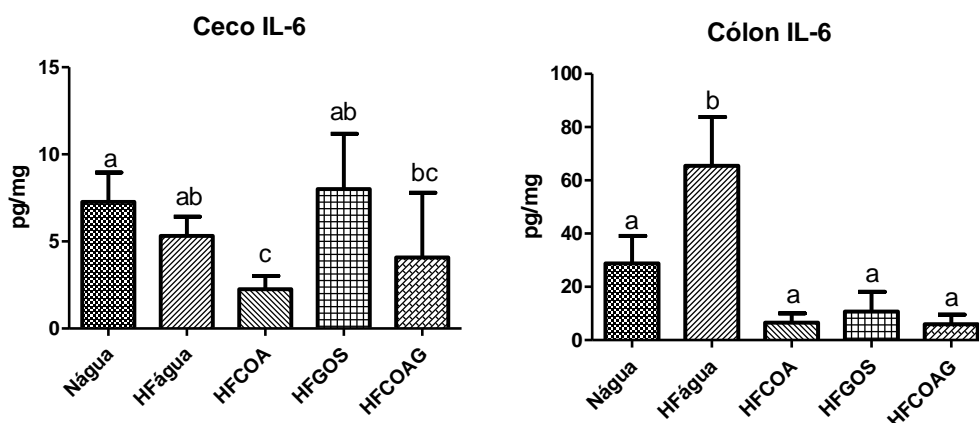 Ceco IL-6
15
10
5
0
pg/mg
a
ab
c
ab
bc
Nágua
HFágua
HFCOA
HFGOS
HFCOAG
Cólon IL-6
100
80
60
40
20
0
pg/mg
a
b
a
a
a
Nágua
HFágua
HFCOA
HFGOS
HFCOAG